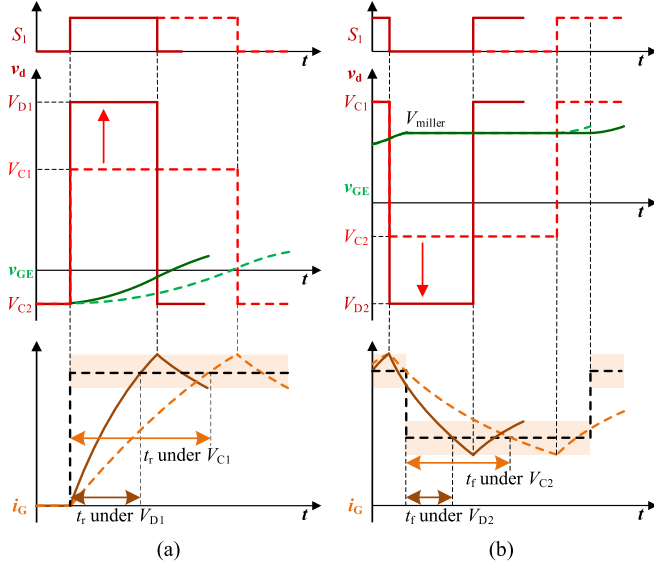 S1
t
vd
VD1
VC1
vGE
VC2
t
iG
tr under VC1
tr under VD1
t
(a)
S1
t
VC1
Vmiller
vGE
t
VC2
VD2
tf under VC2
iG
tf under VD2
t
(b)